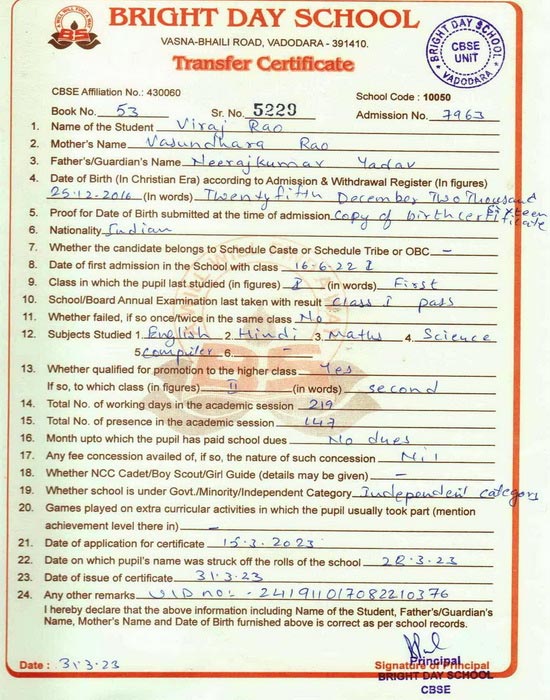 BRIGHT DAY SCHOOL
VASNA-BHAILI ROAD, VADODARA - 391410.
Transfer Certificate
BRIGHT DAY SCHOOL
CBSE
UNIT
VADODARA
BS
CBSE Affiliation No.: 430060
School Code : 10050
Book No. 53 Sr. No. 5229 Admission No. 7963
1. Name of the Student Viraj Rao
2. Mother's Name Vasundhara Rao
3. Father's/Guardian's Name Neerajkumar Yadav
4. Date of Birth (In Christian Era) according to Admission & Withdrawal Register (In figures)
25.12.2016 (In words) Twenty fifth December Two Thousand Sixteen
5. Proof for Date of Birth submitted at the time of admission Copy of birth certificate
6. Nationality Indian
7. Whether the candidate belongs to Schedule Cate or Schedule Tribe or OBC -
8. Date of first admission in the School with class 16-6.22 I
9. Class in which the pupil last studied (in figures) I (in words) First
10. School/Board Annual Examination last taken with result Class I pass
11. Whether failed, if so once/twice in the same class No
12. Subjects Studied 1. English 2. Hindi 3. Maths 4. Science
5. Compiler 6. -
13. Whether qualified for promotion to the higher class Yes
If so, to which class (in figures) II (in words) second
14. Total No. of working days in the academic session 219
15. Total No. of presence in the academic session 147
16. Month upto which the pupil has paid school dues No dues
17. Any fee concession availed of, if so, the nature of such concession Nil
18. Whether NCC Cadet/Boy Scout/Girl Guide (details may be given) -
19. Whether school is under Govt./Minority/Independent Category Independent category
20. Games played on extra curricular activities in which the pupil usually took part (mention
achievement level there in) -
21. Date of application for certificate 15.3.2023
22. Date on which pupil's name was struck off the rolls of the school 28.3.23
23. Date of issue of certificate 31.3.23
24. Any other remarks UID no:- 241911017082210376
I hereby declare that the above information including Name of the Student, Father's/Guardian's
Name, Mother's Name and Date of Birth furnished above is correct as per school records.
Date : 31.3.23
Signature of Principal
Principal
BRIGHT DAY SCHOOL
CBSE